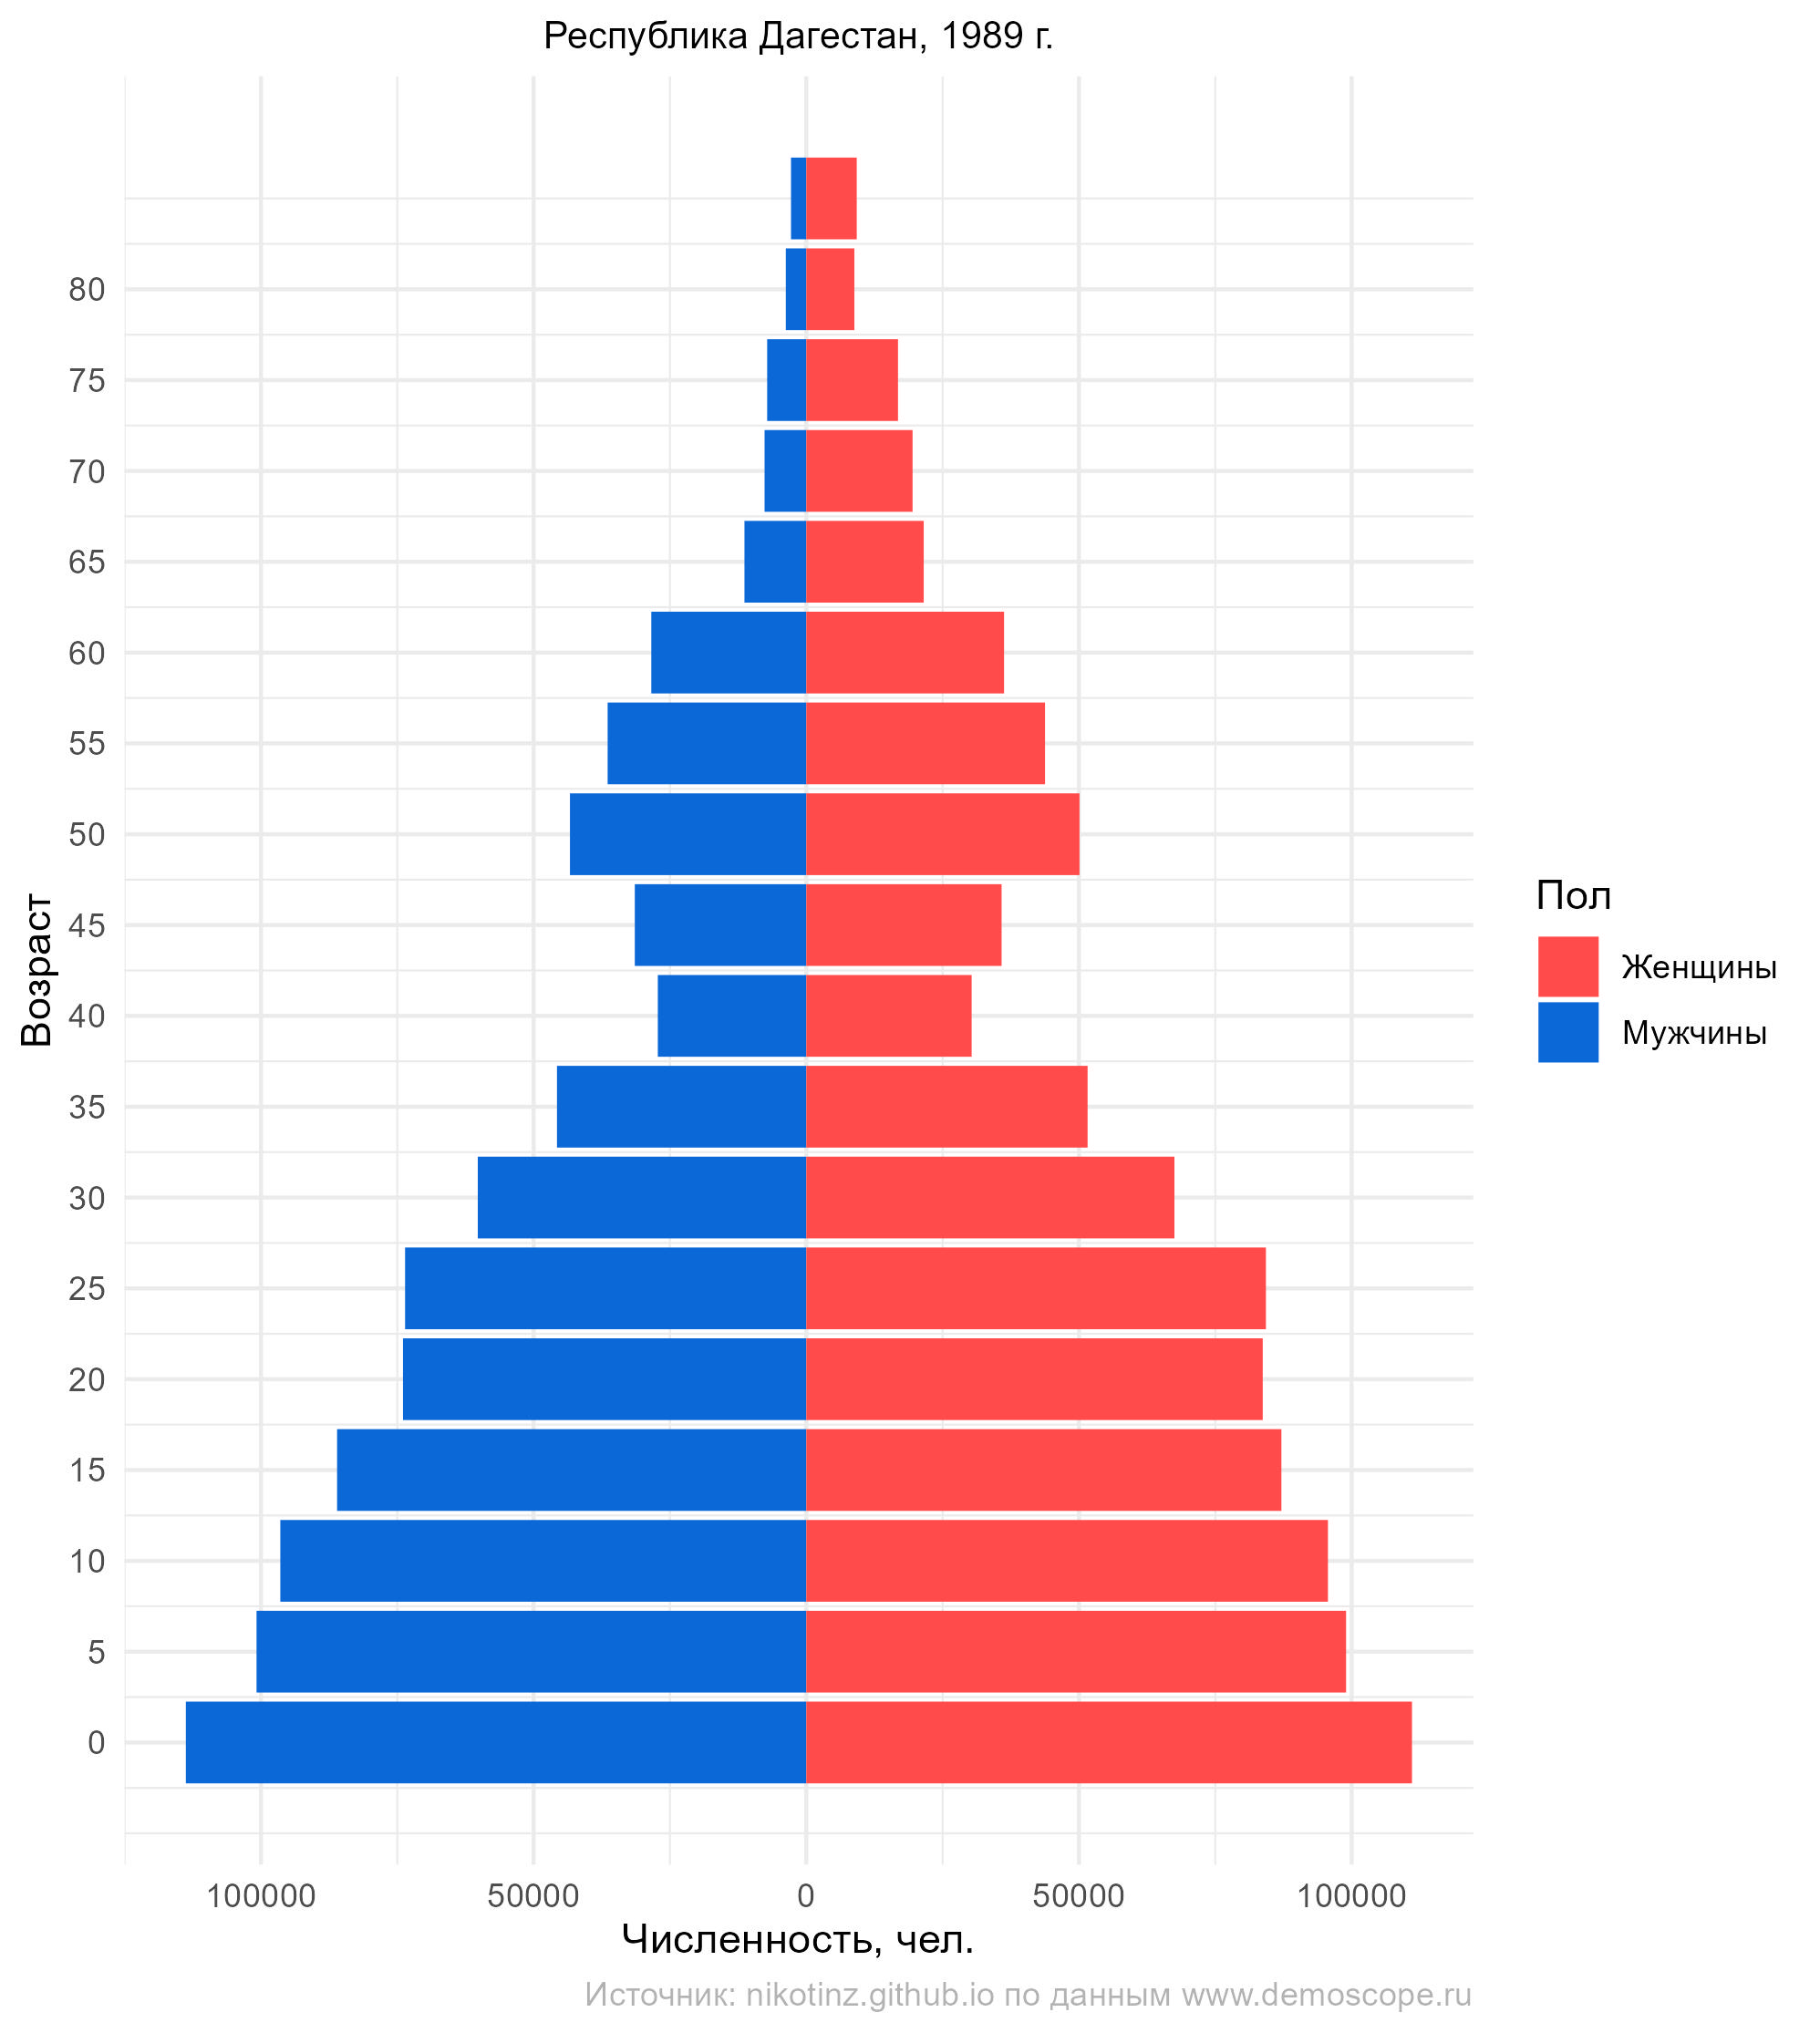 Республика Дагестан, 1989 г.
80
75
70
65
60
55
50
45
40
35
30
25
20
15
10
5
0
Возраст
100000 50000 0 50000 100000
Численность, чел.
Пол
Женщины
Мужчины
Источник: nikotinz.github.io по данным www.demoscope.ru